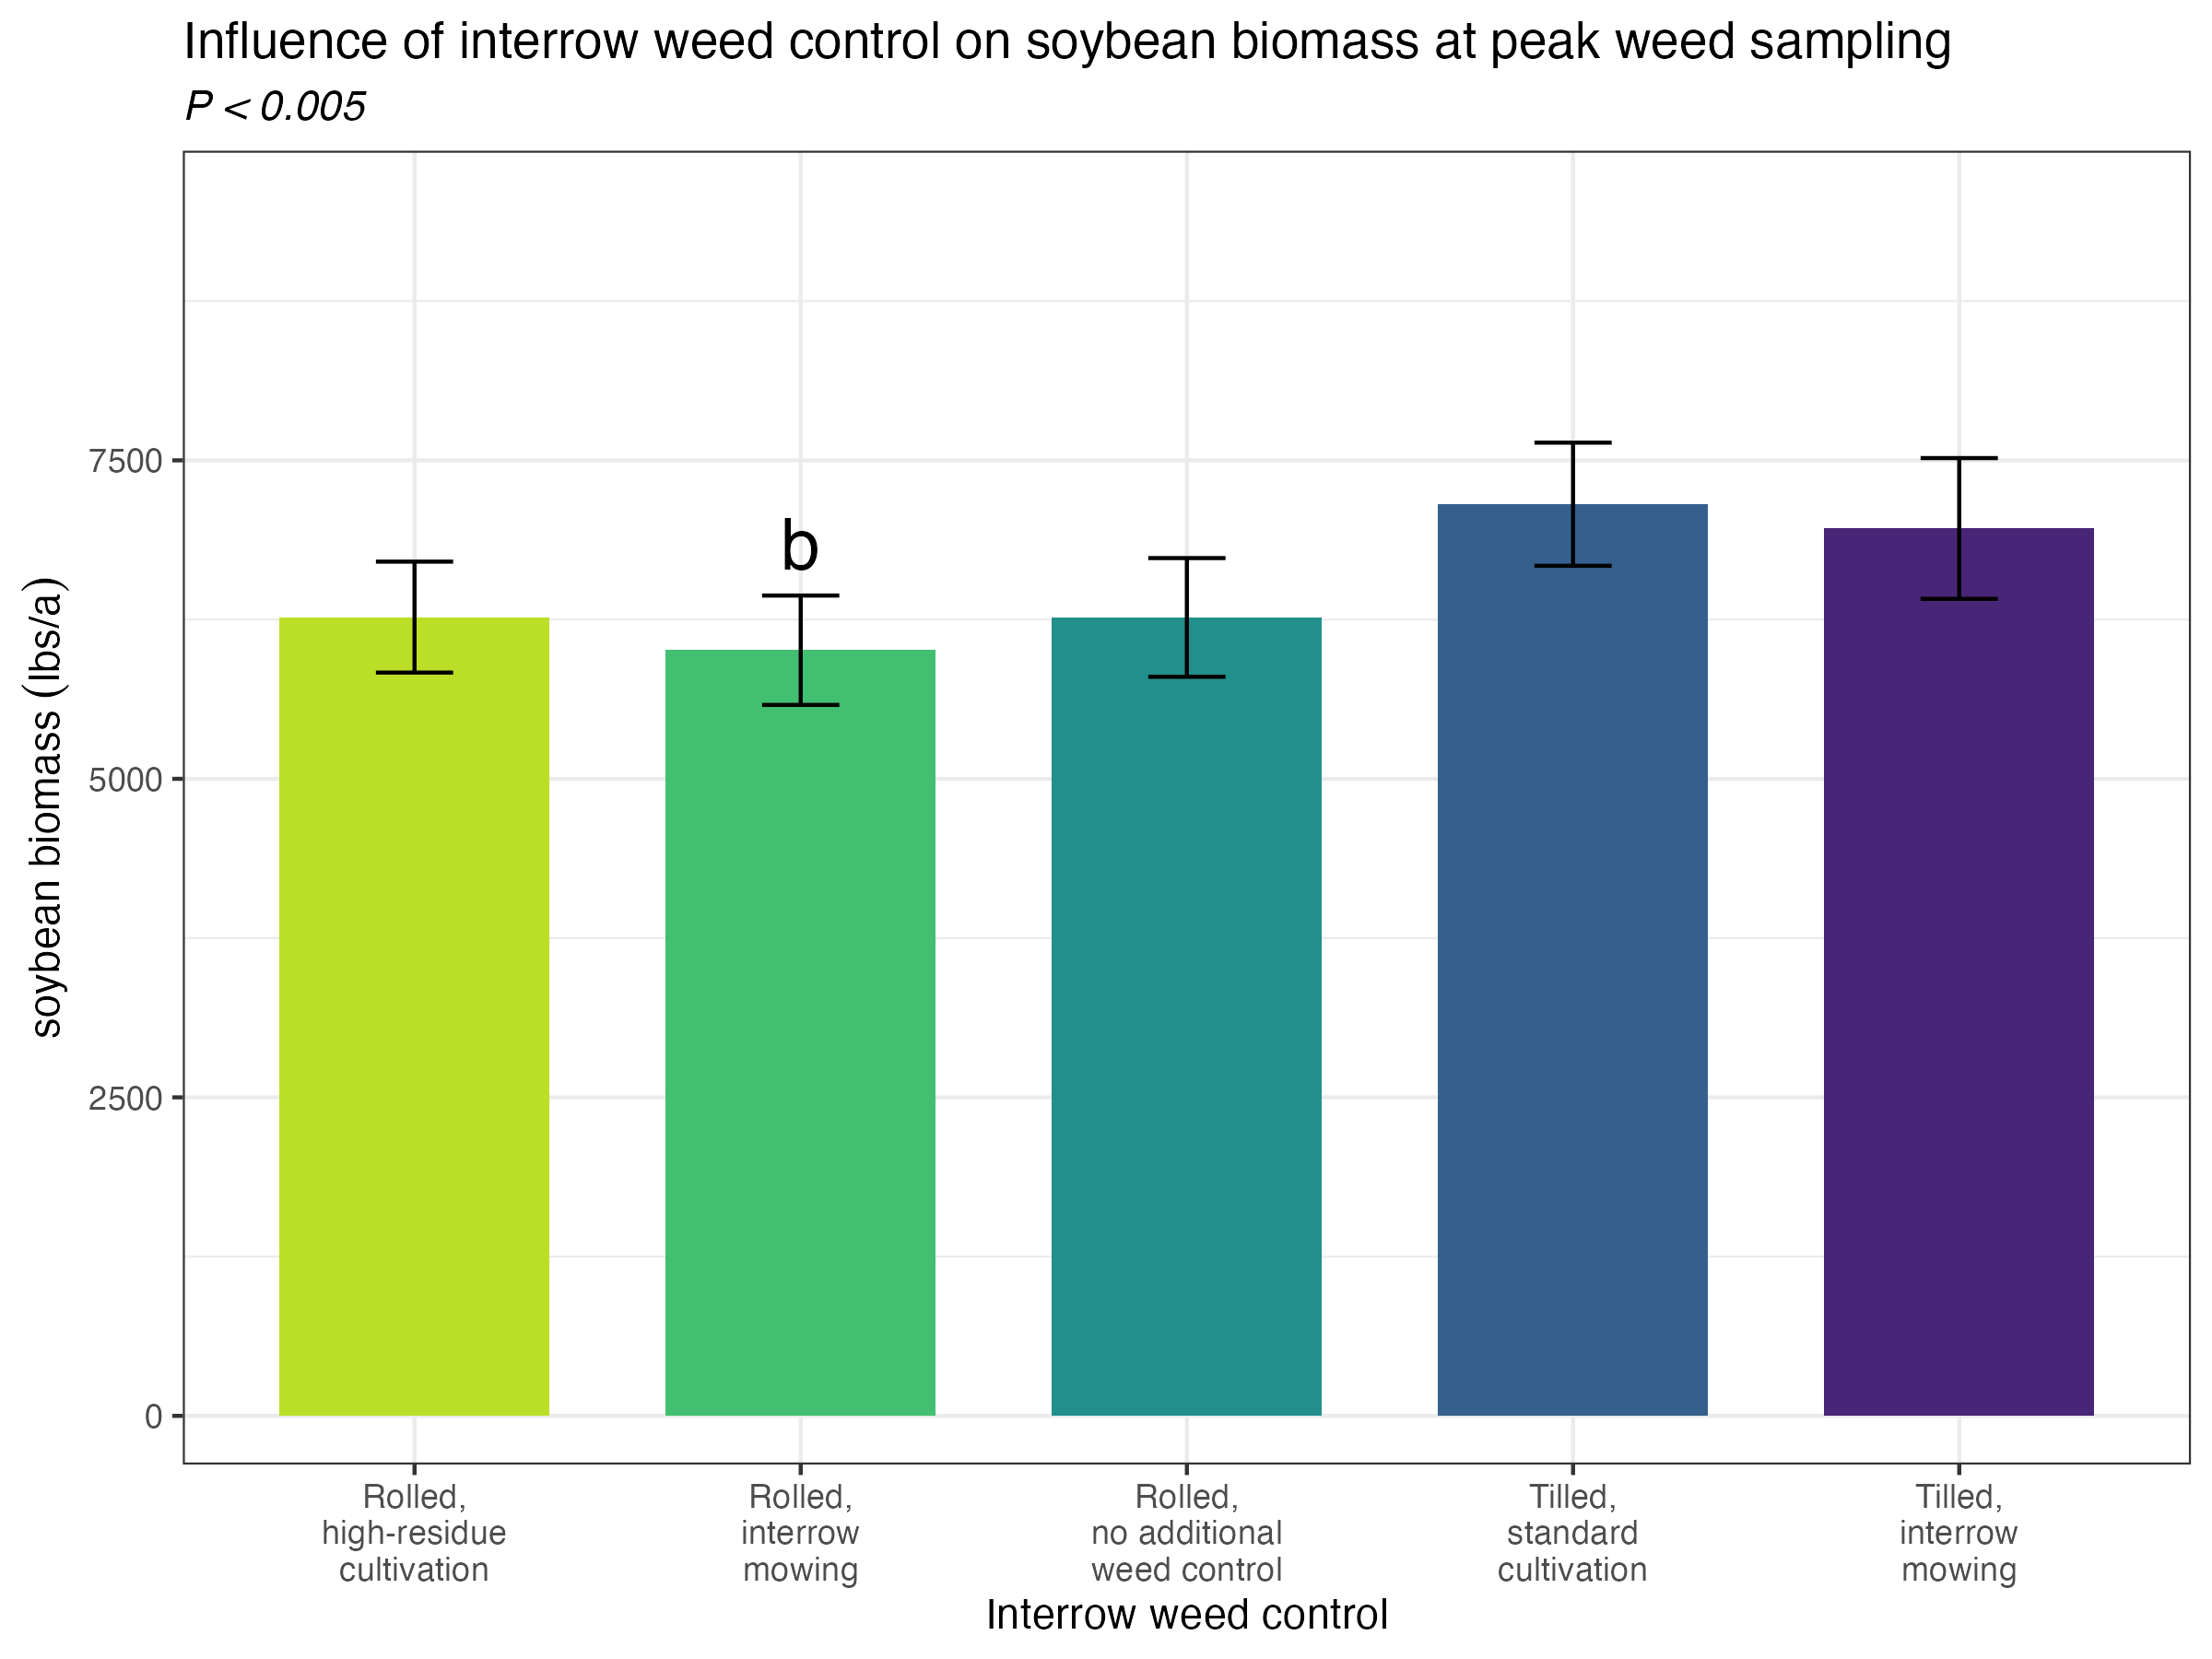 Influence of interrow weed control on soybean biomass at peak weed sampling
P < 0.005
soybean biomass (lbs/a)
7500
5000
2500
0
b
Rolled,
high-residue
cultivation
Rolled,
interrow
mowing
Rolled,
no additional
weed control
Tilled,
standard
cultivation
Tilled,
interrow
mowing
Interrow weed control